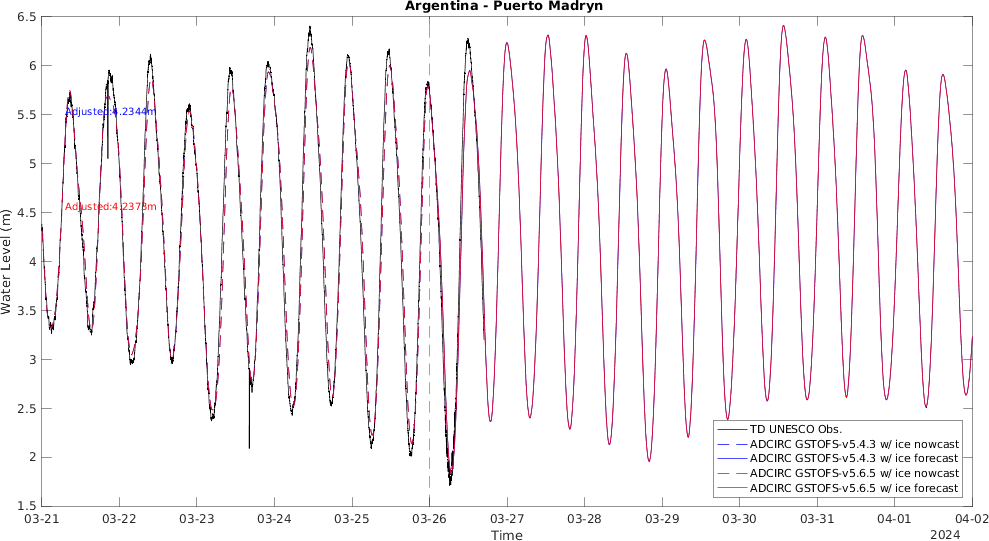 Argentina - Puerto Madryn
6.5
6
5.5
5
4.5
4
3.5
3
2.5
2
1.5
Water Level (m)
Adjusted:4.2344m
Adjusted:4.2373m
TD UNESCO Obs.
ADCIRC GSTOFS-v5.4.3 w/ ice nowcast
ADCIRC GSTOFS-v5.4.3 w/ ice forecast
ADCIRC GSTOFS-v5.6.5 w/ ice nowcast
ADCIRC GSTOFS-v5.6.5 w/ ice forecast
03-21 03-22 03-23 03-24 03-25 03-26 03-27 03-28 03-29 03-30 03-31 04-01 04-02
Time
2024